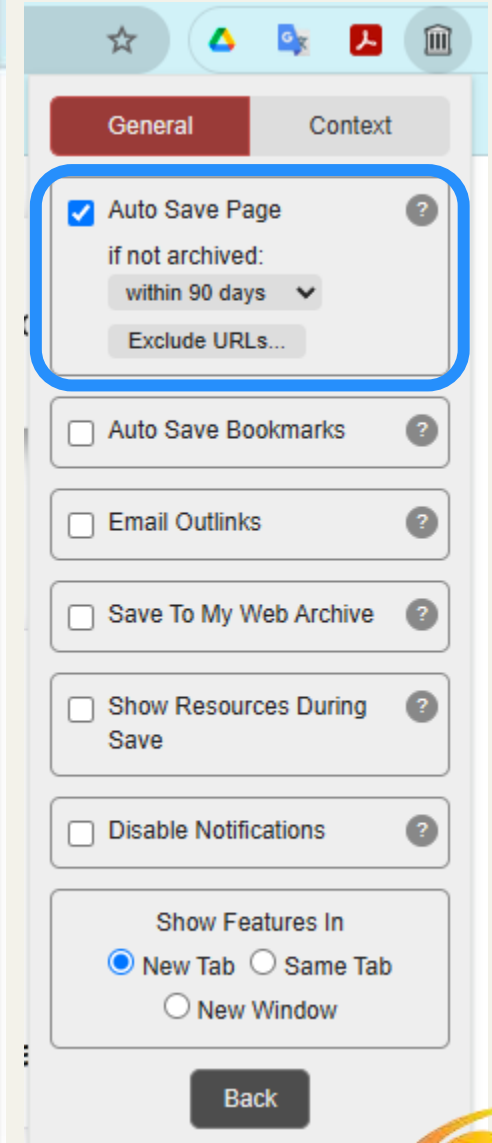 General Context
Auto Save Page ?
if not archived:
within 90 days
Exclude URLs...
Auto Save Bookmarks ?
Email Outlinks ?
Save To My Web Archive ?
Show Resources During ?
Save
Disable Notifications ?
Show Features In
New Tab Same Tab
New Window
Back